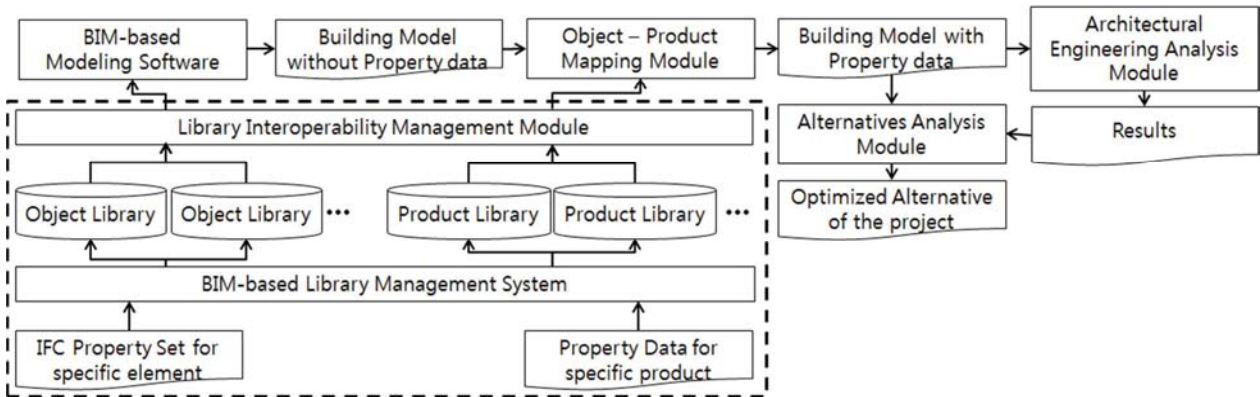 BIM-based
Modeling Software
Building Model
without Property data
Object – Product
Mapping Module
Building Model with
Property data
Architectural
Engineering Analysis
Module
Library Interoperability Management Module
Alternatives Analysis
Module
Results
Object Library
Object Library
•••
Product Library
Product Library
•••
Optimized Alternative
of the project
BIM-based Library Management System
IFC Property Set for
specific element
Property Data for
specific product